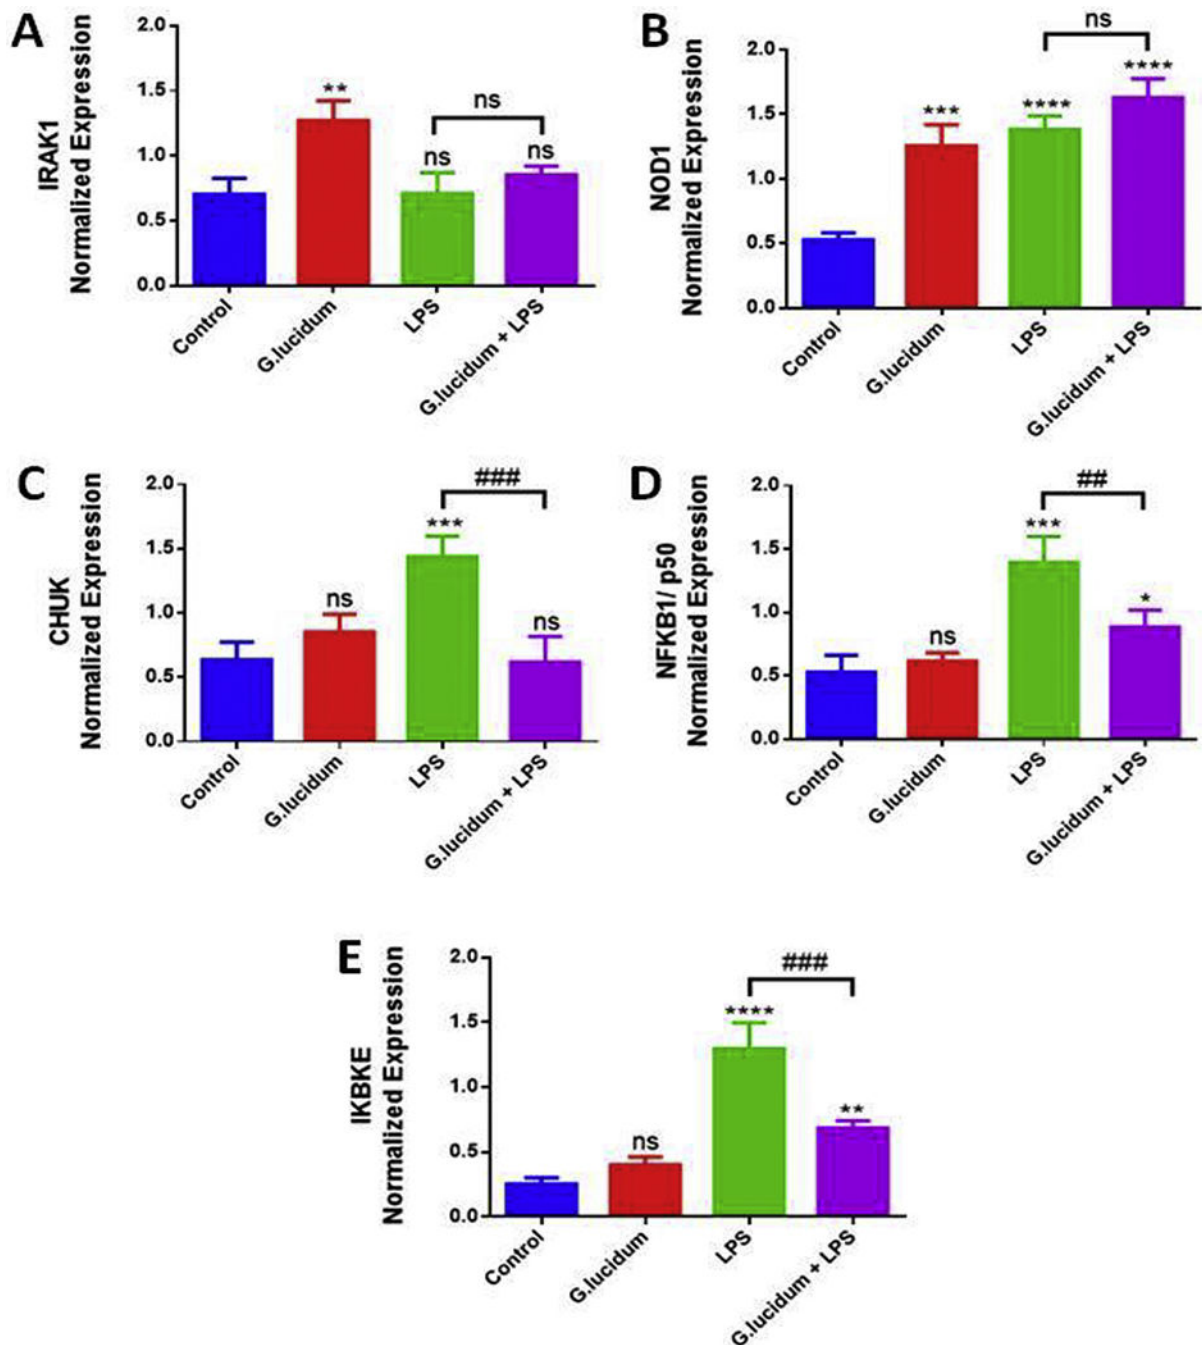 A
IRAK1
Normalized Expression
2.0
1.5
1.0
0.5
0.0
**
ns
ns
ns
Control
G.lucidum
LPS
G.lucidum + LPS
B
NOD1
Normalized Expression
2.0
1.5
1.0
0.5
0.0
ns
***
****
****
Control
G.lucidum
LPS
G.lucidum + LPS
C
CHUK
Normalized Expression
2.0
1.5
1.0
0.5
0.0
###
ns
***
ns
Control
G.lucidum
LPS
G.lucidum + LPS
D
NFKB1/ p50
Normalized Expression
2.0
1.5
1.0
0.5
0.0
##
ns
***
*
Control
G.lucidum
LPS
G.lucidum + LPS
E
IKBKE
Normalized Expression
2.0
1.5
1.0
0.5
0.0
###
ns
****
**
Control
G.lucidum
LPS
G.lucidum + LPS